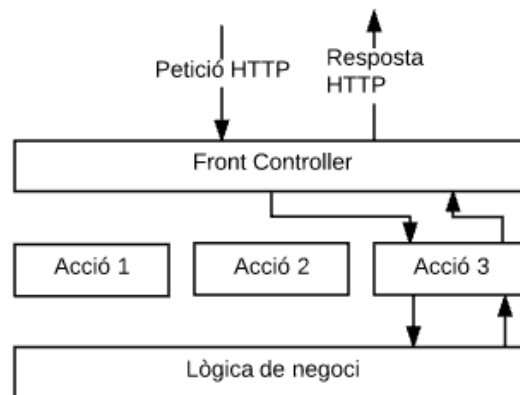 Petició HTTP
Resposta
HTTP
Front Controller
Acció 1
Acció 2
Acció 3
Lògica de negoci